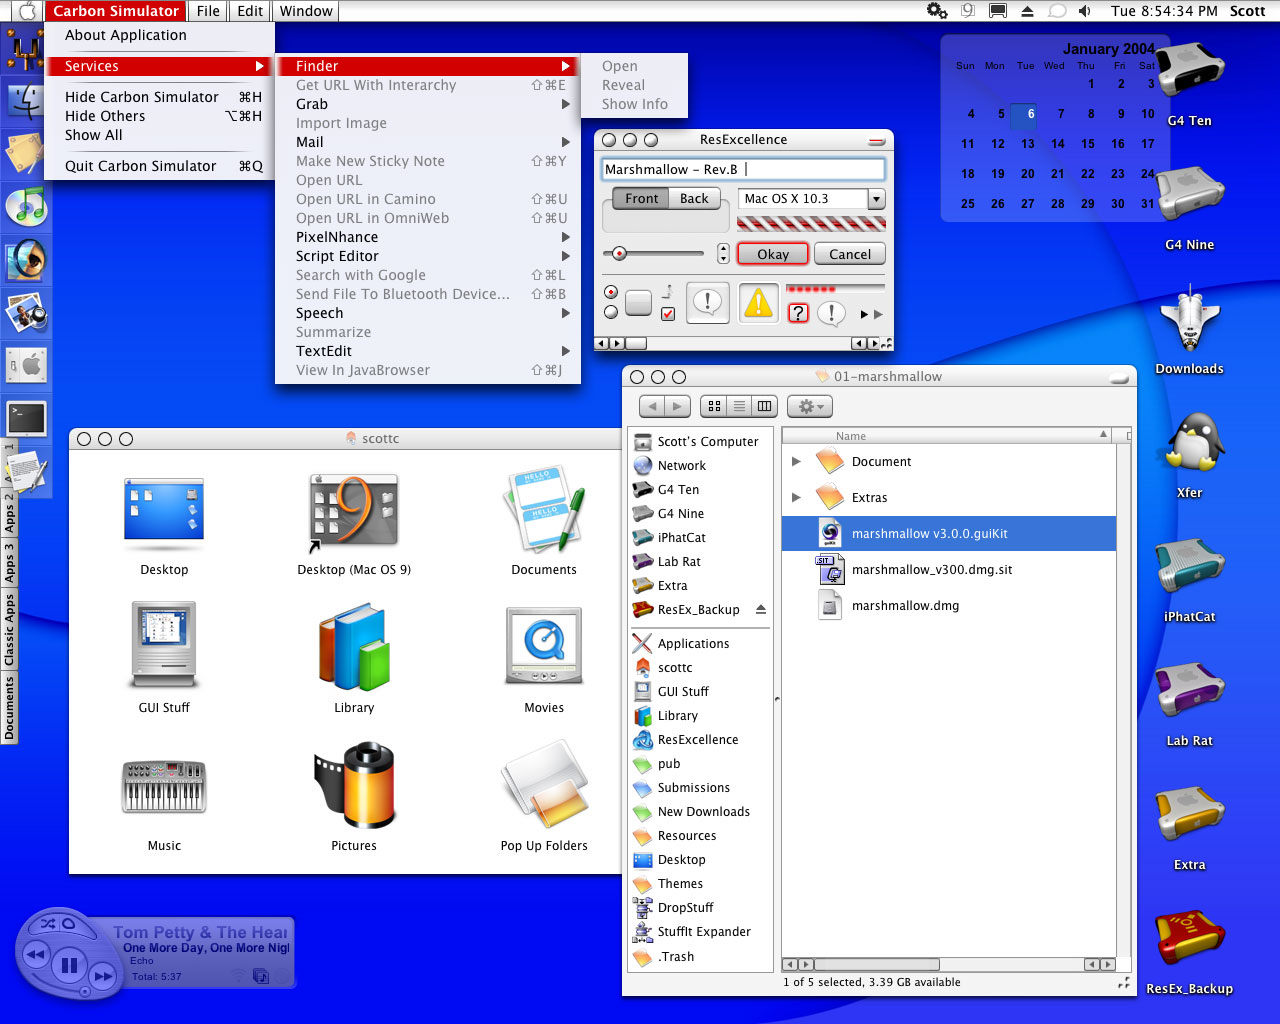 Carbon Simulator File Edit Window
Tue 8:54:34 PM Scott
About Application
Services
Hide Carbon Simulator ⌘H
Hide Others ⌥⌘H
Show All
Quit Carbon Simulator ⌘Q
Finder
Get URL With Interarchy ⇧⌘E
Grab
Import Image
Mail
Make New Sticky Note ⇧⌘Y
Open URL
Open URL in Camino ⇧⌘U
Open URL in OmniWeb ⇧⌘U
PixelNhance
Script Editor
Search with Google ⇧⌘L
Send File To Bluetooth Device... ⇧⌘B
Speech
Summarize
TextEdit
View In JavaBrowser ⇧⌘J
Open
Reveal
Show Info
ResExcellence
Marshmallow - Rev.B
Front Back
Mac OS X 10.3
Okay Cancel
January 2004
Sun Mon Tue Wed Thu Fri Sat
1 2 3
4 5 6 7 8 9 10
11 12 13 14 15 16 17
18 19 20 21 22 23 24
25 26 27 28 29 30 31
G4 Ten
G4 Nine
Downloads
Xfer
iPhatCat
Lab Rat
Extra
ResEx_Backup
Apps 2
Apps 3
Classic Apps
Documents
scottc
Desktop
Desktop (Mac OS 9)
HELLO
HELLO
Documents
GUI Stuff
Library
Movies
Music
Pictures
Pop Up Folders
01-marshmallow
Scott's Computer
Network
G4 Ten
G4 Nine
iPhatCat
Lab Rat
Extra
ResEx_Backup
Applications
scottc
GUI Stuff
Library
ResExcellence
pub
Submissions
New Downloads
Resources
Desktop
Themes
DropStuff
StuffIt Expander
.Trash
Name
Document
Extras
guiKit
marshmallow v3.0.0.guiKit
SIT
marshmallow_v300.dmg.sit
marshmallow.dmg
1 of 5 selected, 3.39 GB available
Tom Petty & The Hear
One More Day, One More Nigh
Echo
Total: 5:37